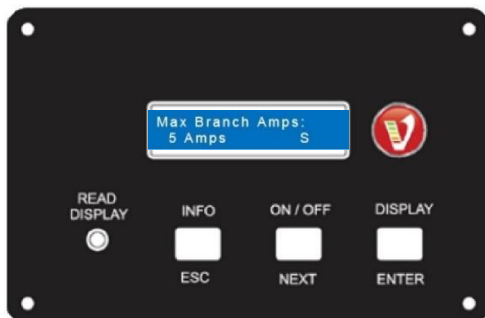 Max Branch Amps:
5 Amps S
READ
DISPLAY
INFO
ON / OFF
DISPLAY
ESC
NEXT
ENTER